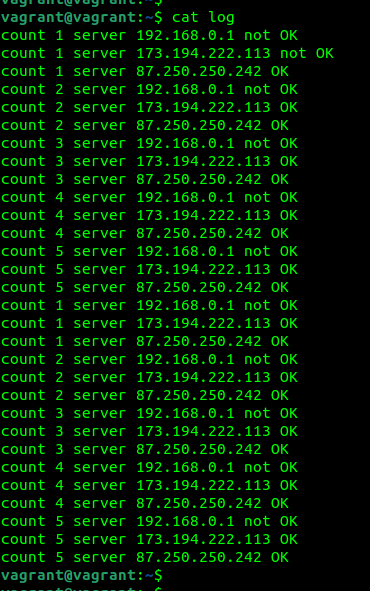 vagrant@vagrant:~$
vagrant@vagrant:~$ cat log
count 1 server 192.168.0.1 not OK
count 1 server 173.194.222.113 not OK
count 1 server 87.250.250.242 OK
count 2 server 192.168.0.1 not OK
count 2 server 173.194.222.113 OK
count 2 server 87.250.250.242 OK
count 3 server 192.168.0.1 not OK
count 3 server 173.194.222.113 OK
count 3 server 87.250.250.242 OK
count 4 server 192.168.0.1 not OK
count 4 server 173.194.222.113 OK
count 4 server 87.250.250.242 OK
count 5 server 192.168.0.1 not OK
count 5 server 173.194.222.113 OK
count 5 server 87.250.250.242 OK
count 1 server 192.168.0.1 not OK
count 1 server 173.194.222.113 OK
count 1 server 87.250.250.242 OK
count 2 server 192.168.0.1 not OK
count 2 server 173.194.222.113 OK
count 2 server 87.250.250.242 OK
count 3 server 192.168.0.1 not OK
count 3 server 173.194.222.113 OK
count 3 server 87.250.250.242 OK
count 4 server 192.168.0.1 not OK
count 4 server 173.194.222.113 OK
count 4 server 87.250.250.242 OK
count 5 server 192.168.0.1 not OK
count 5 server 173.194.222.113 OK
count 5 server 87.250.250.242 OK
vagrant@vagrant:~$